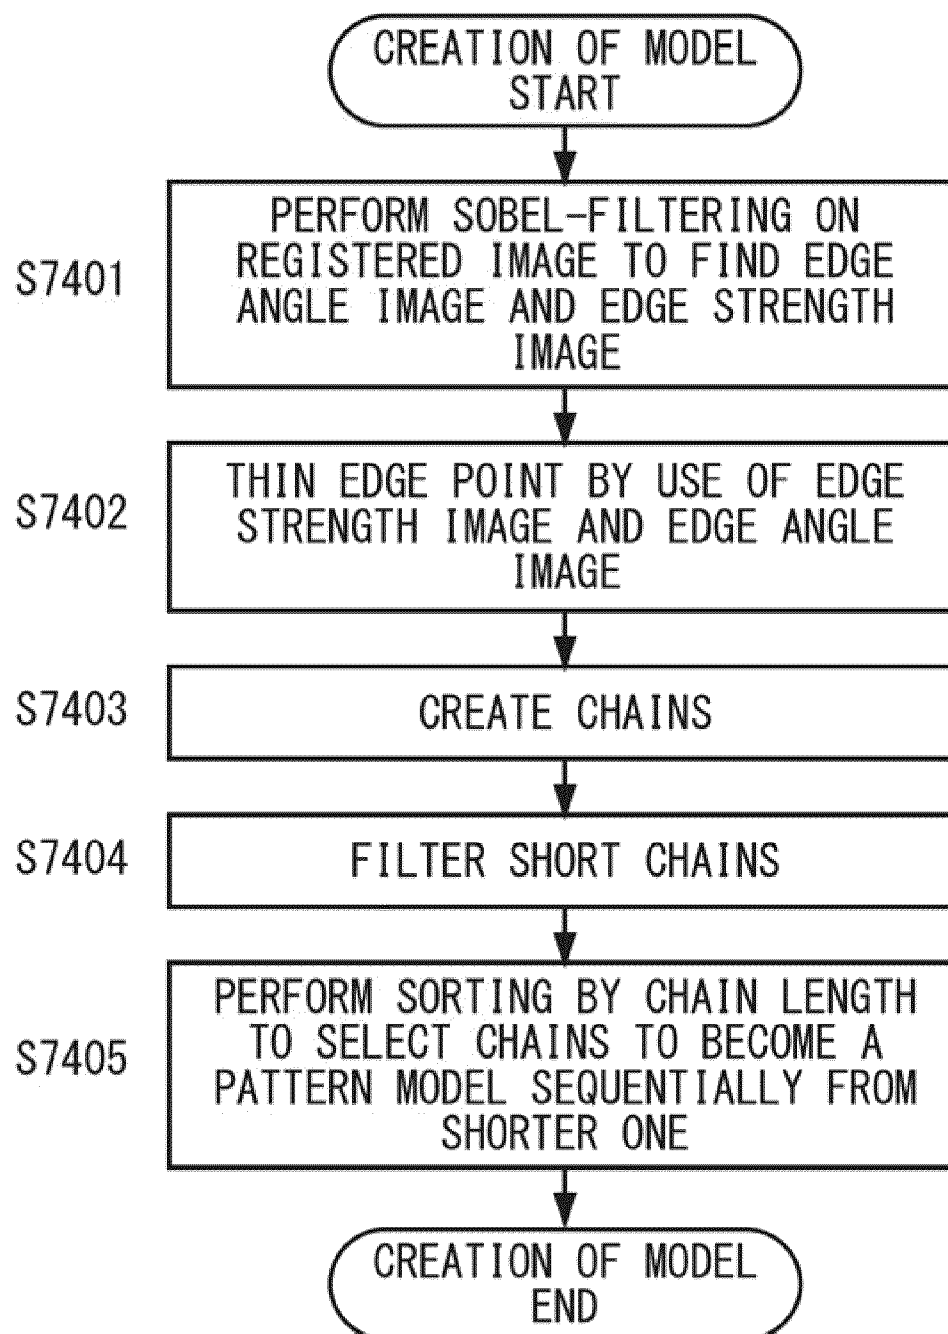 CREATION OF MODEL
START
S7401
PERFORM SOBEL-FILTERING ON
REGISTERED IMAGE TO FIND EDGE
ANGLE IMAGE AND EDGE STRENGTH
IMAGE
S7402
THIN EDGE POINT BY USE OF EDGE
STRENGTH IMAGE AND EDGE ANGLE
IMAGE
S7403
CREATE CHAINS
S7404
FILTER SHORT CHAINS
S7405
PERFORM SORTING BY CHAIN LENGTH
TO SELECT CHAINS TO BECOME A
PATTERN MODEL SEQUENTIALLY FROM
SHORTER ONE
CREATION OF MODEL
END